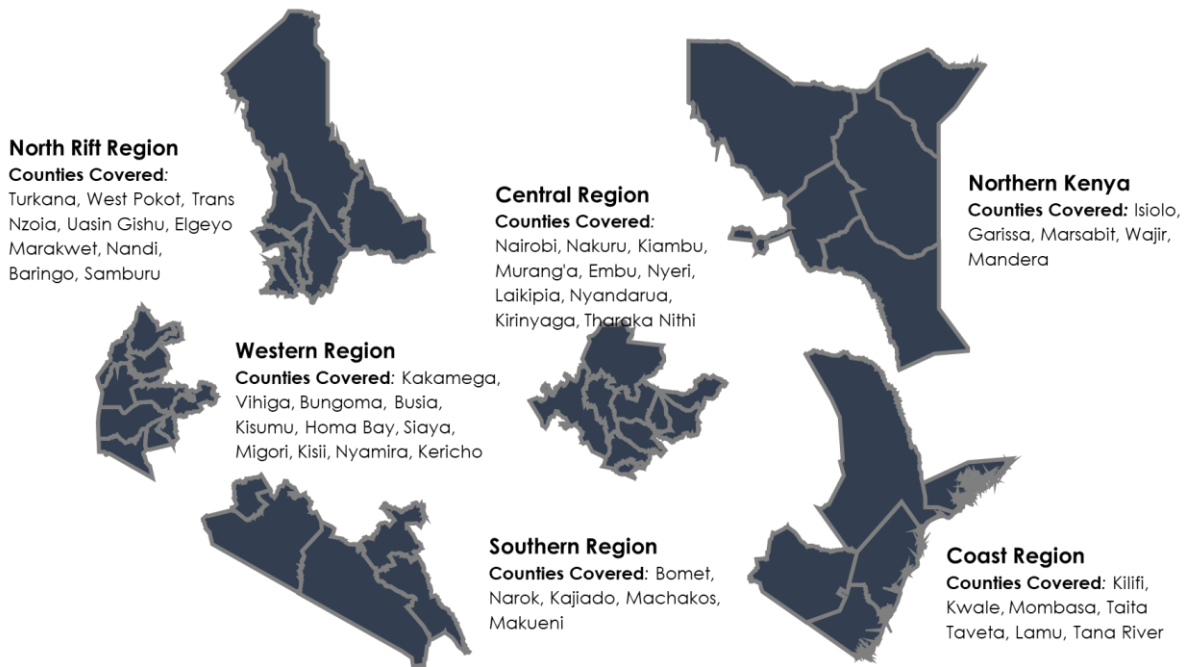 North Rift Region
Counties Covered:
Turkana, West Pokot, Trans
Nzoia, Uasin Gishu, Elgeyo
Marakwet, Nandi,
Baringo, Samburu
Central Region
Counties Covered:
Nairobi, Nakuru, Kiambu,
Murang'a, Embu, Nyeri,
Laikipia, Nyandarua,
Kirinyaga, Tharaka Nithi
Northern Kenya
Counties Covered: Isiolo,
Garissa, Marsabit, Wajir,
Mandera
Western Region
Counties Covered: Kakamega,
Vihiga, Bungoma, Busia,
Kisumu, Homa Bay, Siaya,
Migori, Kisii, Nyamira, Kericho
Southern Region
Counties Covered: Bomet,
Narok, Kajiado, Machakos,
Makueni
Coast Region
Counties Covered: Kilifi,
Kwale, Mombasa, Taita
Taveta, Lamu, Tana River